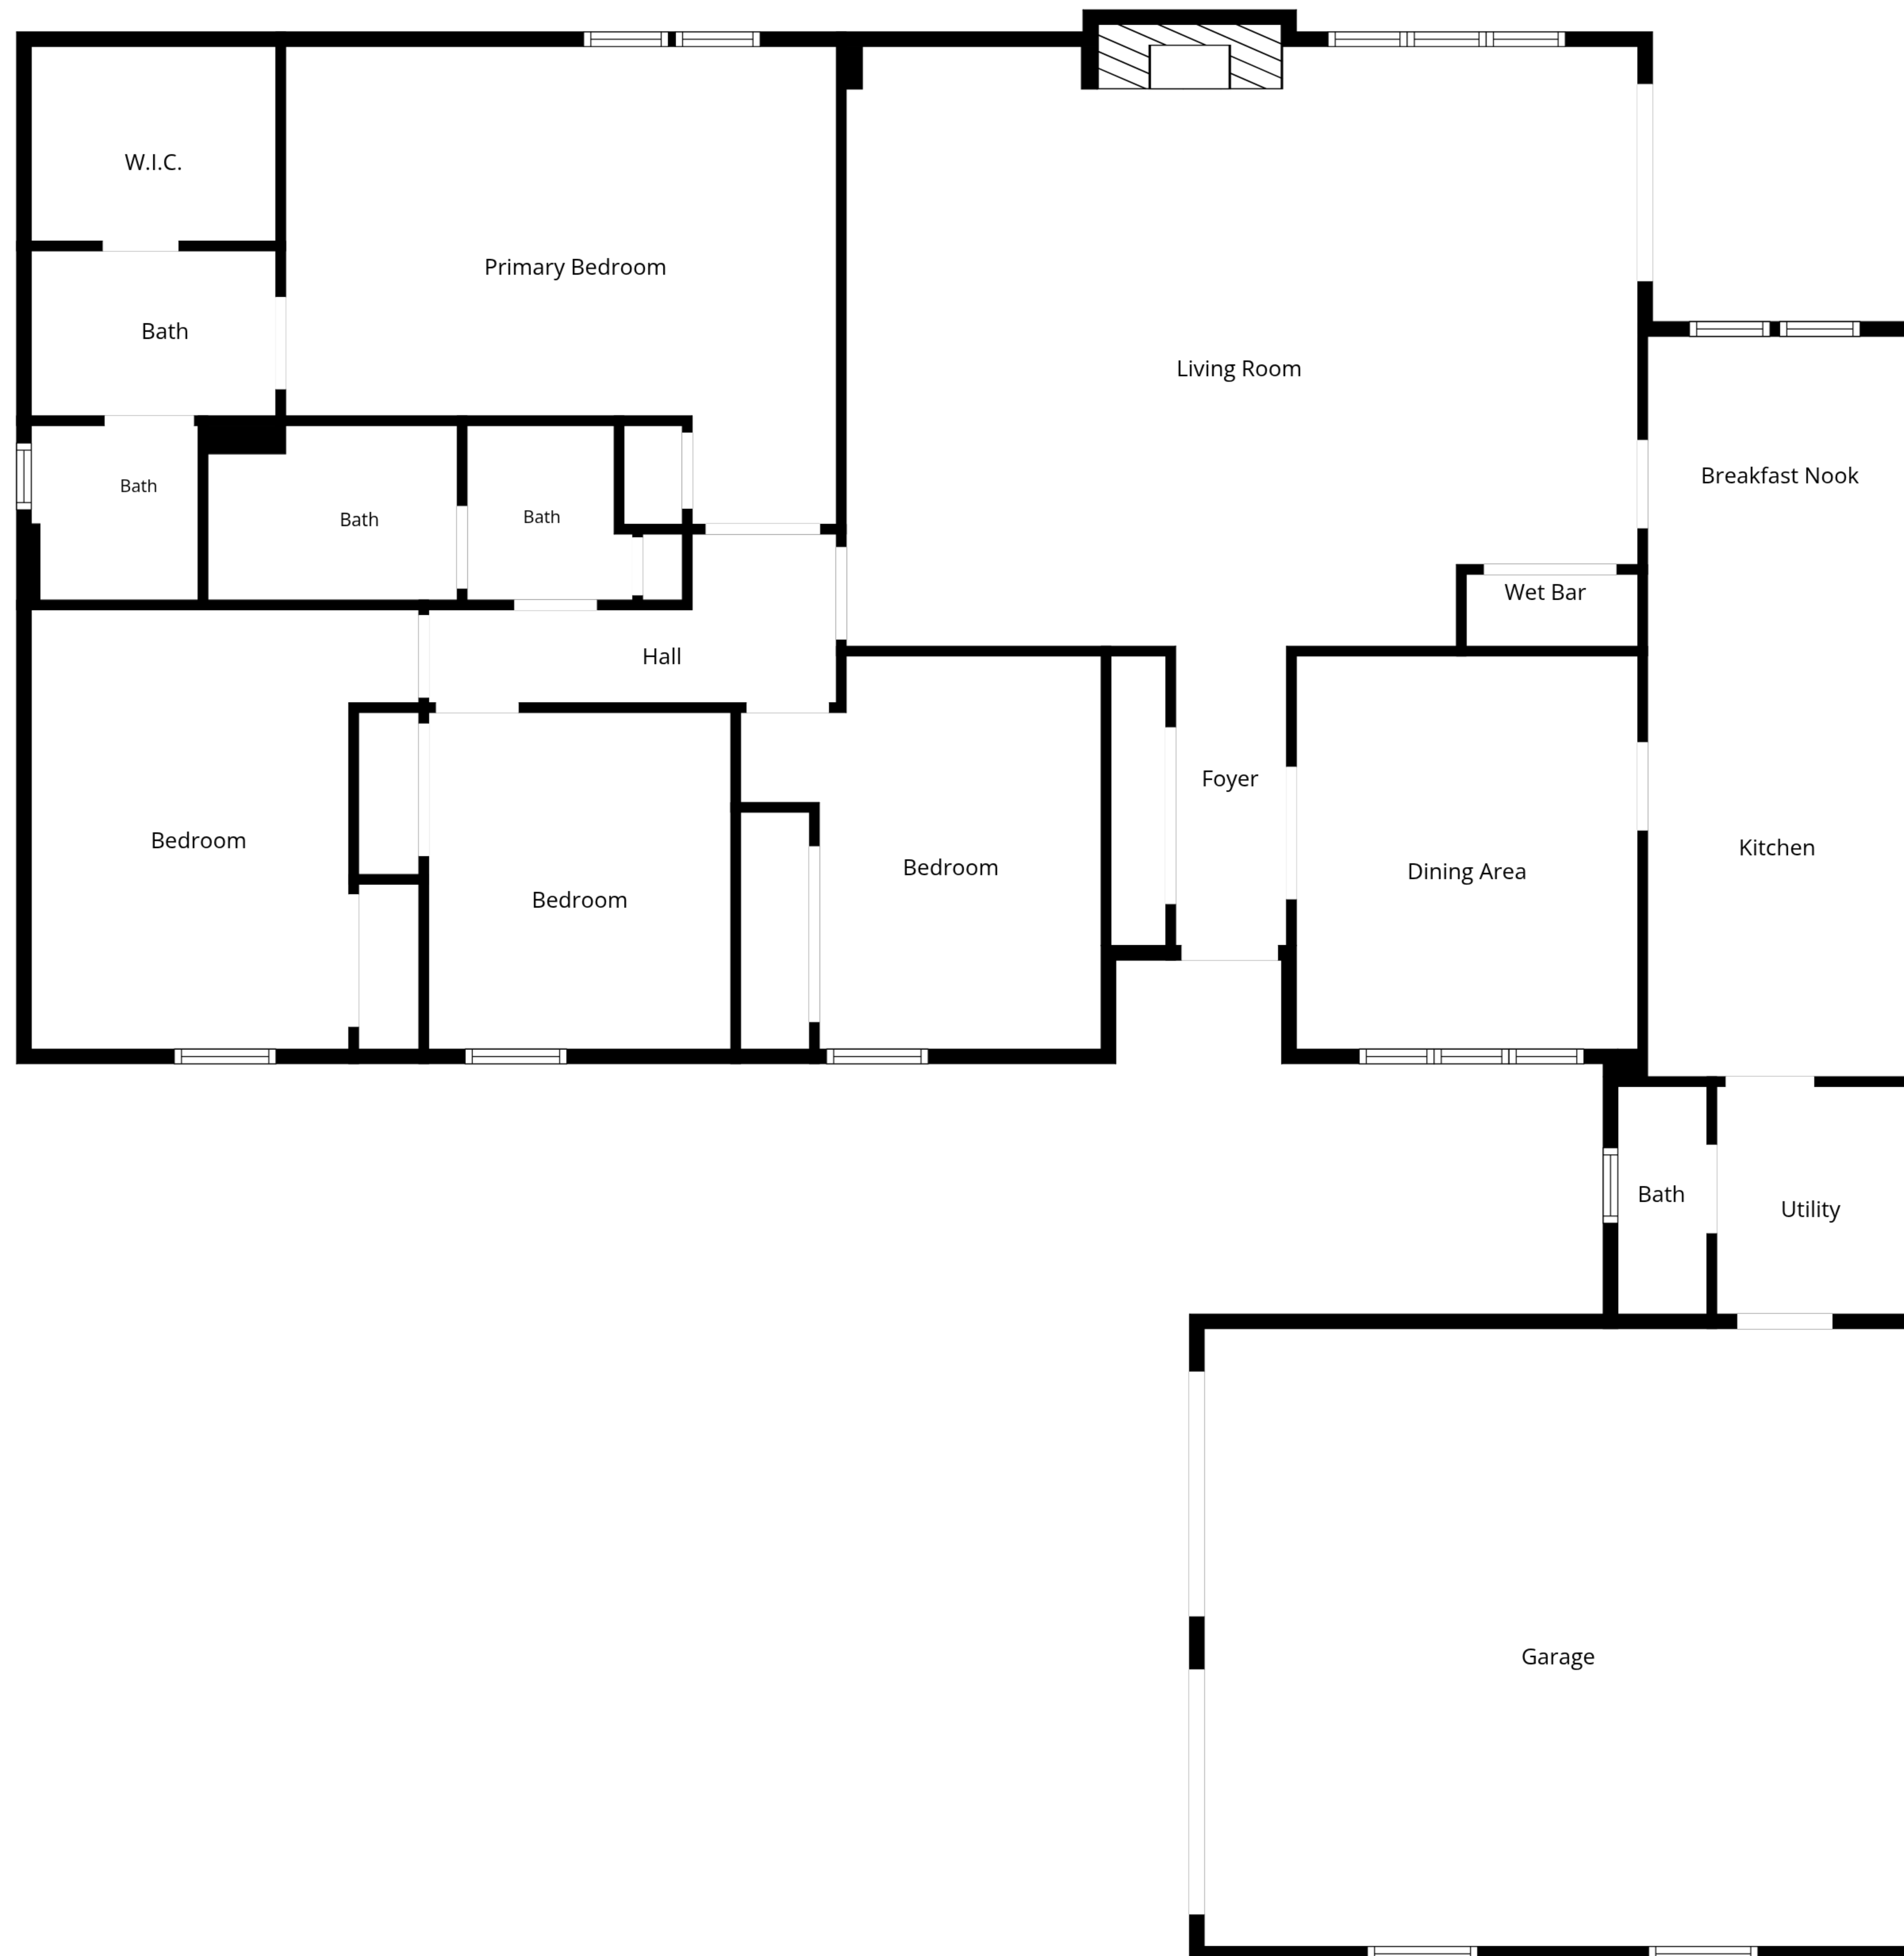 W.I.C.
Primary Bedroom
Bath
Living Room
Breakfast Nook
Bath
Bath
Bath
Wet Bar
Hall
Foyer
Bedroom
Bedroom
Bedroom
Dining Area
Kitchen
Bath
Utility
Garage